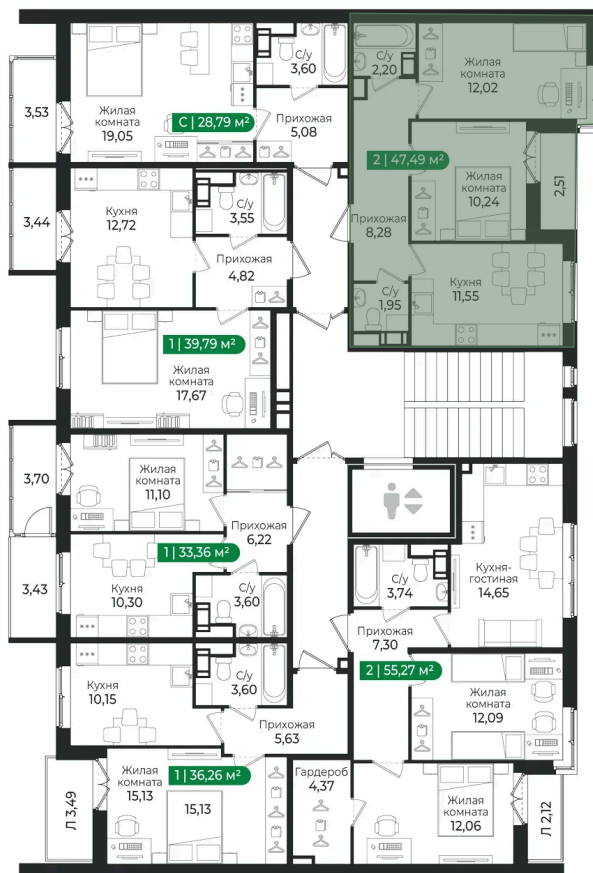 3,53
Жилая
комната
19,05
С/у
3,60
С | 28,79 м²
Прихожая
5,08
С/у
2,20
Жилая
комната
12,02
2 | 47,49 м²
Жилая
комната
10,24
2,51
3,44
Кухня
12,72
С/у
3,55
Прихожая
4,82
Прихожая
8,28
С/у
1,95
Кухня
11,55
1 | 39,79 м²
Жилая
комната
17,67
3,70
Жилая
комната
11,10
Прихожая
6,22
1 | 33,36 м²
3,43
Кухня
10,30
С/у
3,60
С/у
3,74
Кухня-
гостиная
14,65
Прихожая
7,30
2 | 55,27 м²
Кухня
10,15
С/у
3,60
Прихожая
5,63
Жилая
комната
12,09
Л 3,49
Жилая
комната
15,13
1 | 36,26 м²
15,13
Гардероб
4,37
Жилая
комната
12,06
Л 2,12